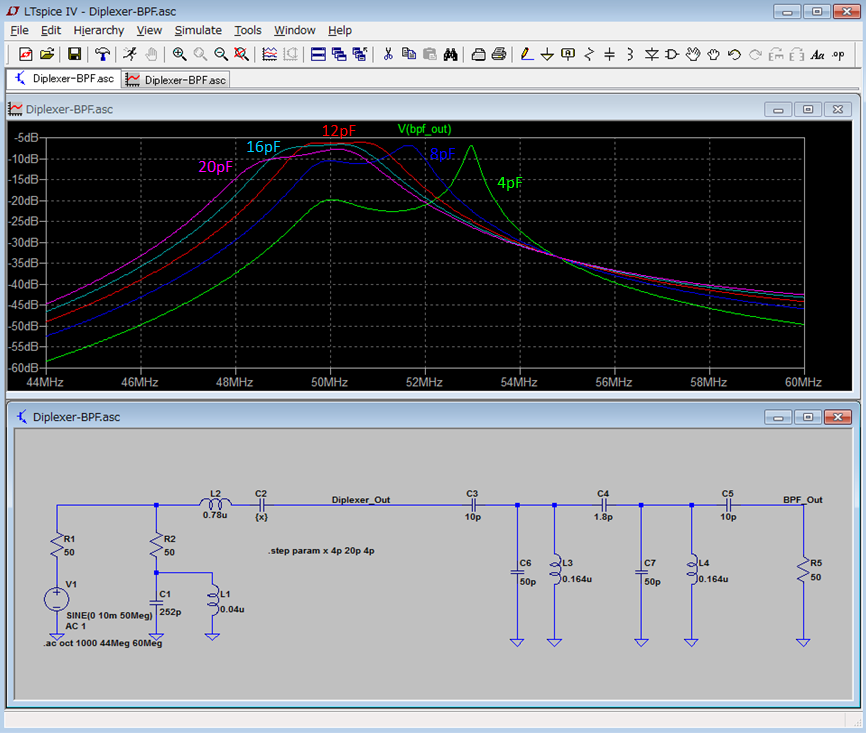 LTspice IV - Diplexer-BPF.asc
File Edit Hierarchy View Simulate Tools Window Help
Aa .op
Diplexer-BPF.asc Diplexer-BPF.asc
Diplexer-BPF.asc
V(bpf_out)
12pF
16pF
8pF
20pF
4pF
-5dB
-10dB
-15dB
-20dB
-25dB
-30dB
-35dB
-40dB
-45dB
-50dB
-55dB
-60dB
44MHz 46MHz 48MHz 50MHz 52MHz 54MHz 56MHz 58MHz 60MHz
Diplexer-BPF.asc
L2 C2 Diplexer_Out C3 C4 C5 BPF_Out
0.78u {x} 10p 1.8p 10p
R1 R2
50 50
.step param x 4p 20p 4p
C6 L3 C7 L4 R5
50p 0.164u 50p 0.164u 50
V1 C1 L1
252p 0.04u
SINE(0 10m 50Meg)
AC 1
.ac oct 1000 44Meg 60Meg